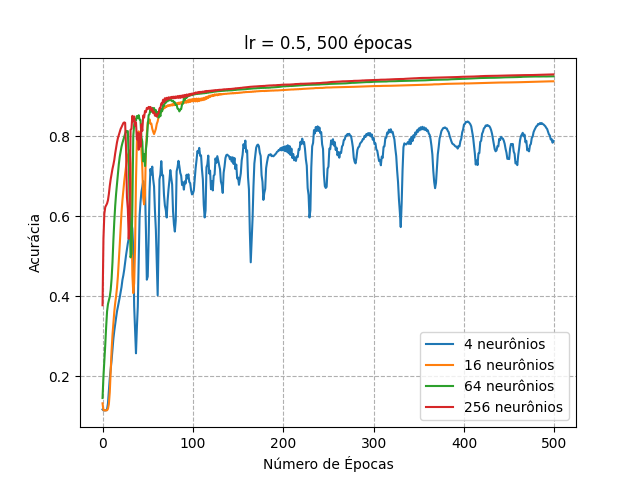 lr = 0.5, 500 épocas
Acurácia
0.8
0.6
0.4
0.2
0
100
200
300
400
500
Número de Épocas
4 neurônios
16 neurônios
64 neurônios
256 neurônios